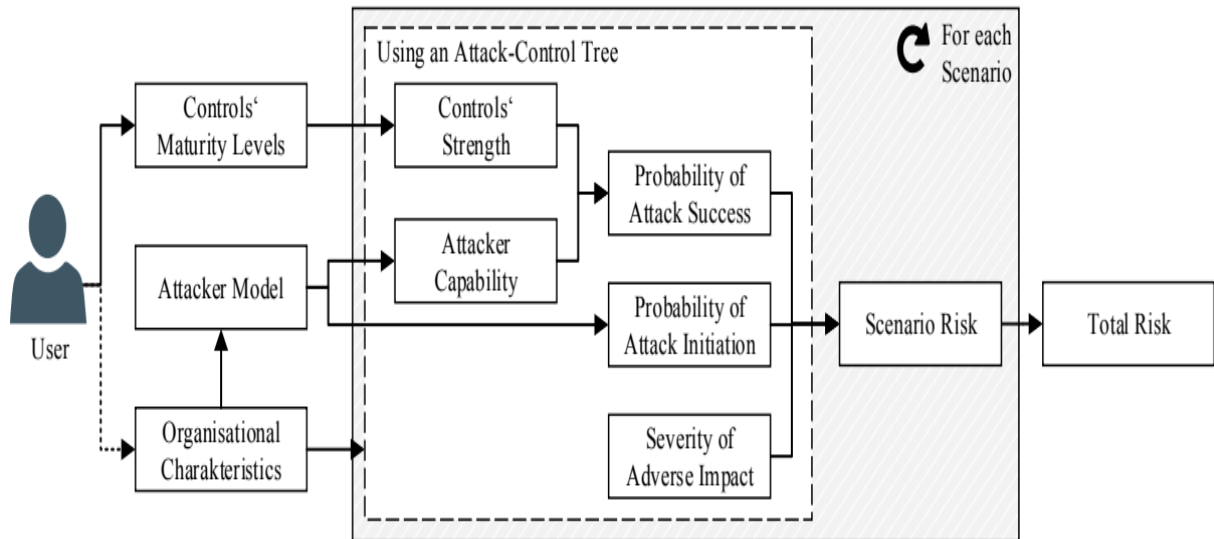 Using an Attack-Control Tree
For each
Scenario
Controls‘
Maturity Levels
Controls‘
Strength
Probability of
Attack Success
Attacker Model
Attacker
Capability
User
Probability of
Attack Initiation
Scenario Risk
Total Risk
Organisational
Charakteristics
Severity of
Adverse Impact